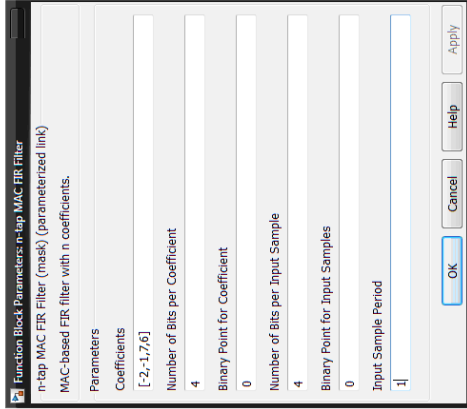 Function Block Parameters: n-tap MAC FIR Filter
n-tap MAC FIR Filter (mask) (parameterized link)
MAC-based FIR filter with n coefficients.
Parameters
Coefficients
[-2,-1,7,6]
Number of Bits per Coefficient
4
Binary Point for Coefficient
0
Number of Bits per Input Sample
4
Binary Point for Input Samples
0
Input Sample Period
1
OK Cancel Help Apply